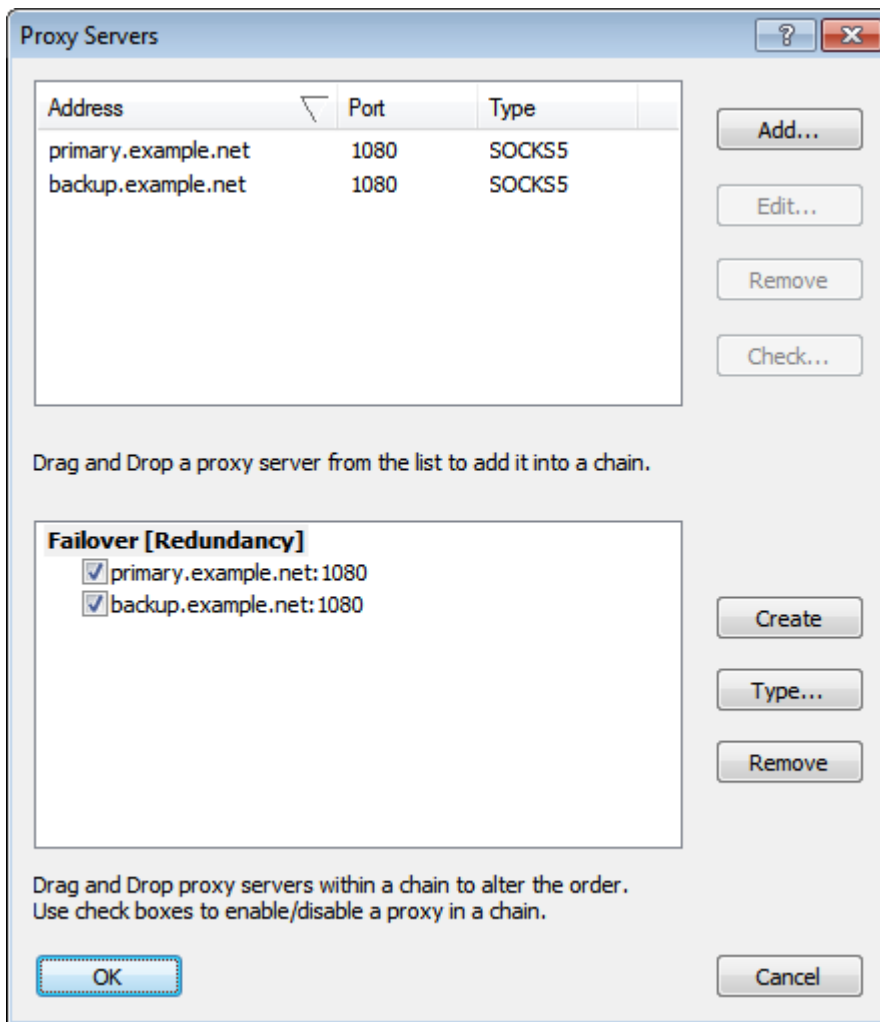 Proxy Servers
Address Port Type
primary.example.net 1080 SOCKS5
backup.example.net 1080 SOCKS5
Add...
Edit...
Remove
Check...
Drag and Drop a proxy server from the list to add it into a chain.
Failover [Redundancy]
primary.example.net:1080
backup.example.net:1080
Create
Type...
Remove
Drag and Drop proxy servers within a chain to alter the order.
Use check boxes to enable/disable a proxy in a chain.
OK Cancel